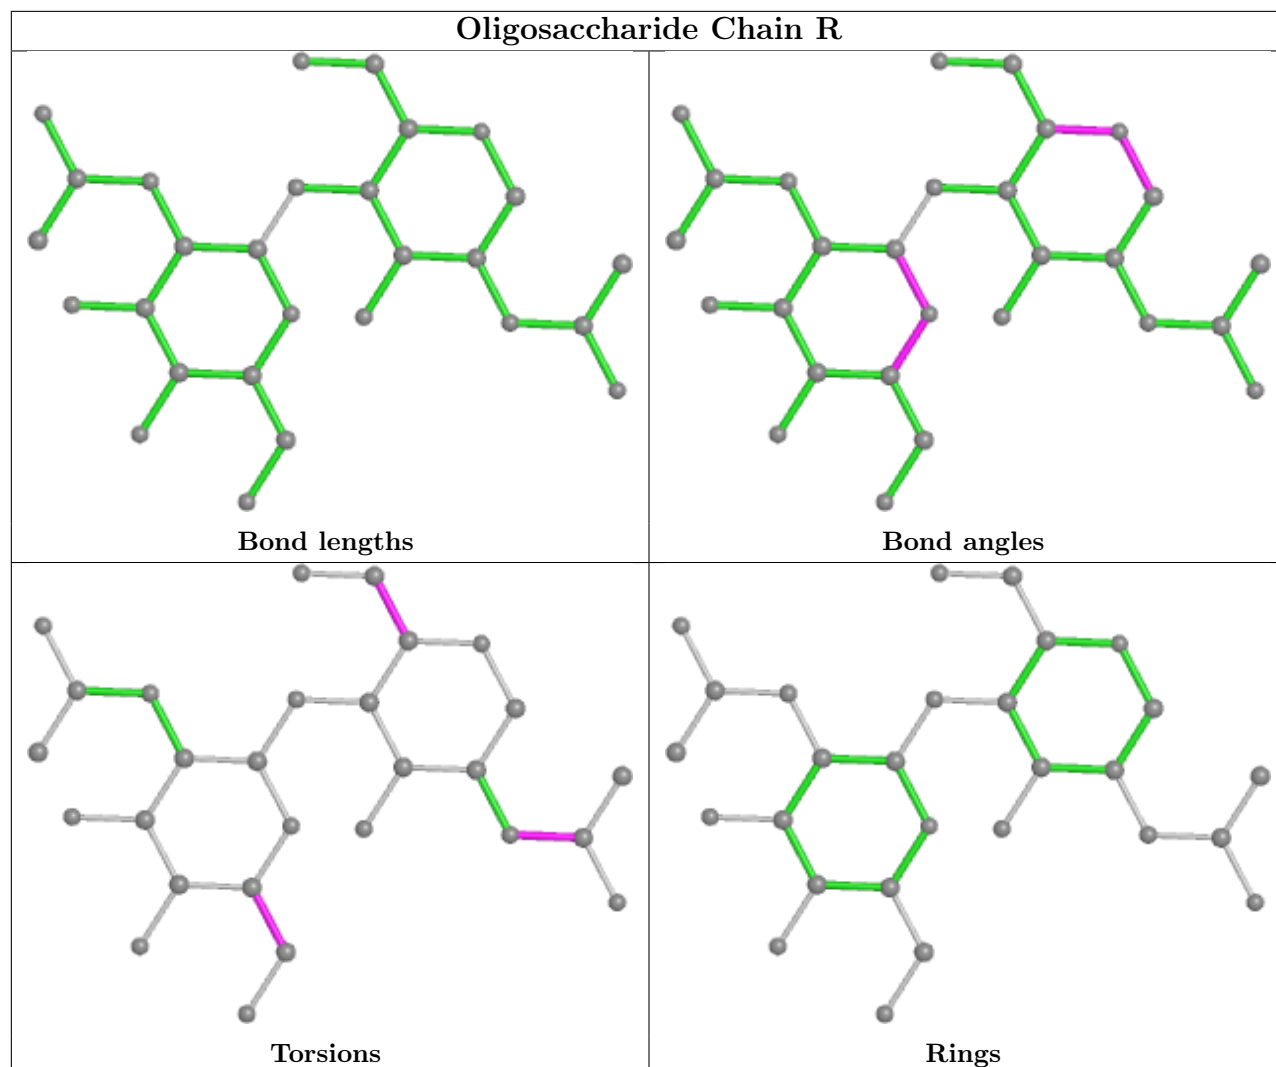 Oligosaccharide Chain R
Bond lengths
Bond angles
Torsions
Rings